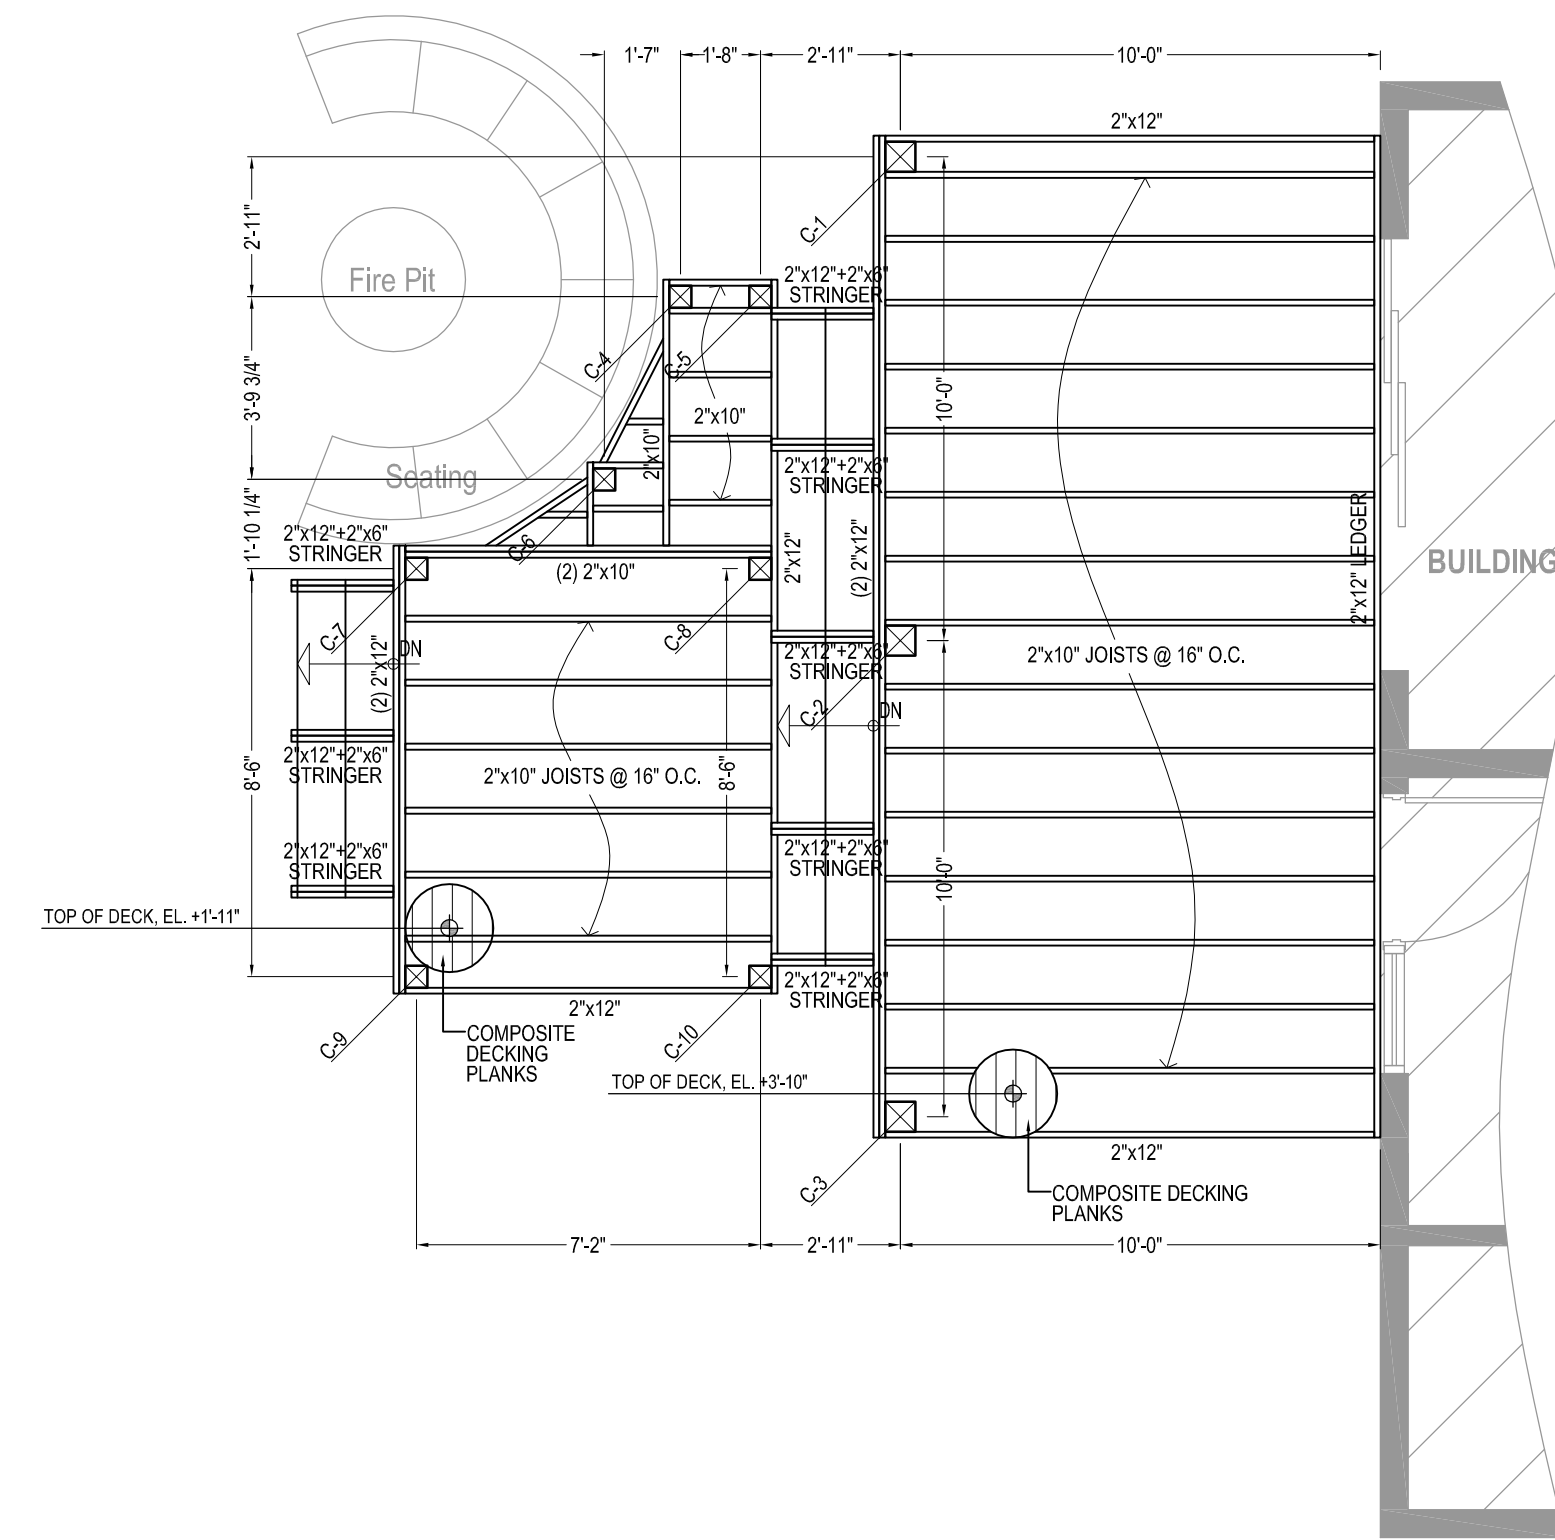 1'-7"
1'-8"
2'-11"
10'-0"
2"x12"
2'-11"
C-1
Fire Pit
2"x12"+2"x6"
STRINGER
C-4
C-5
3'-9 3/4"
10'-0"
2"x10"
2"x10"
Seating
2"x12"+2"x6"
STRINGER
1'-10 1/4"
2"x12"+2"x6"
STRINGER
C-6
(2) 2"x10"
2"x12"
(2) 2"x12"
2"x12" LEDGER
BUILDING
C-7
C-8
DN
(2) 2"x12"
2"x12"+2"x6"
STRINGER
2"x10" JOISTS @ 16" O.C.
C-2
DN
2"x12"+2"x6"
STRINGER
8'-6"
2"x10" JOISTS @ 16" O.C.
8'-6"
2"x12"+2"x6"
STRINGER
2"x12"+2"x6"
STRINGER
10'-0"
TOP OF DECK, EL. +1'-11"
2"x12"+2"x6"
STRINGER
2"x12"
C-9
C-10
COMPOSITE
DECKING
PLANKS
TOP OF DECK, EL. +3'-10"
2"x12"
C-3
COMPOSITE DECKING
PLANKS
7'-2"
2'-11"
10'-0"